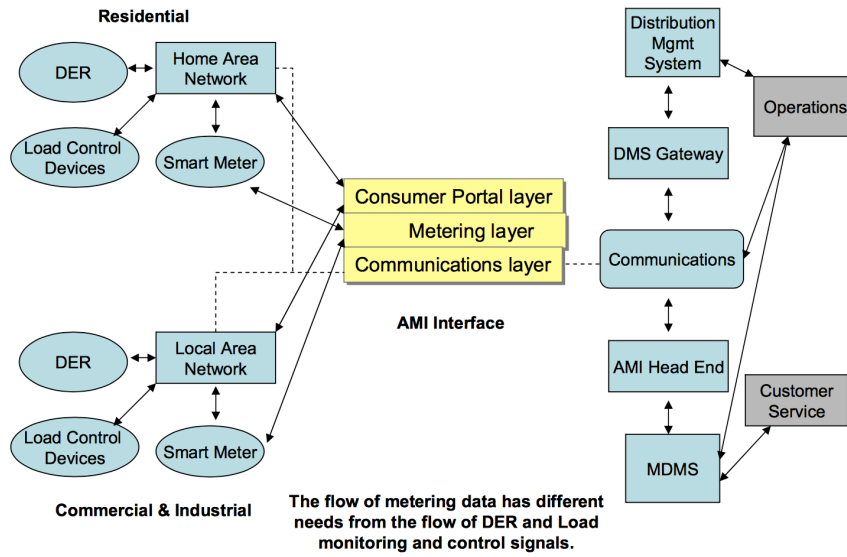 Residential
DER
Home Area
Network
Load Control
Devices
Smart Meter
Consumer Portal layer
Metering layer
Communications layer
AMI Interface
DER
Local Area
Network
Load Control
Devices
Smart Meter
Commercial & Industrial
Distribution
Mgmt
System
Operations
DMS Gateway
Communications
AMI Head End
Customer
Service
MDMS
The flow of metering data has different
needs from the flow of DER and Load
monitoring and control signals.